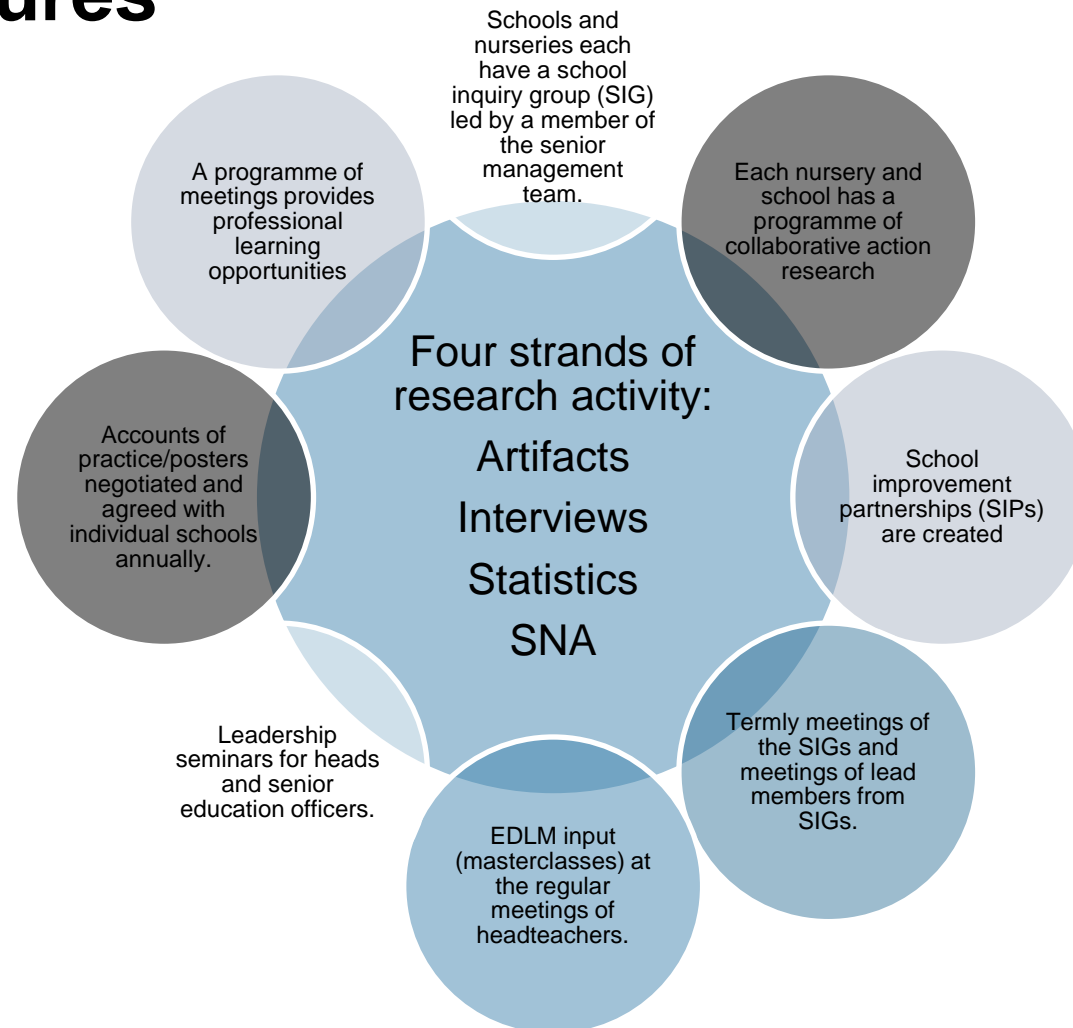 ures
Schools and
nurseries each
have a school
inquiry group (SIG)
led by a member of
the senior
management
team.
Each nursery and
school has a
programme of
collaborative action
research
School
improvement
partnerships (SIPs)
are created
Termly meetings of
the SIGs and
meetings of lead
members from
SIGs.
EDLM input
(masterclasses) at
the regular
meetings of
headteachers.
Leadership
seminars for heads
and senior
education officers.
Accounts of
practice/posters
negotiated and
agreed with
individual schools
annually.
A programme of
meetings provides
professional
learning
opportunities
Four strands of
research activity:
Artifacts
Interviews
Statistics
SNA